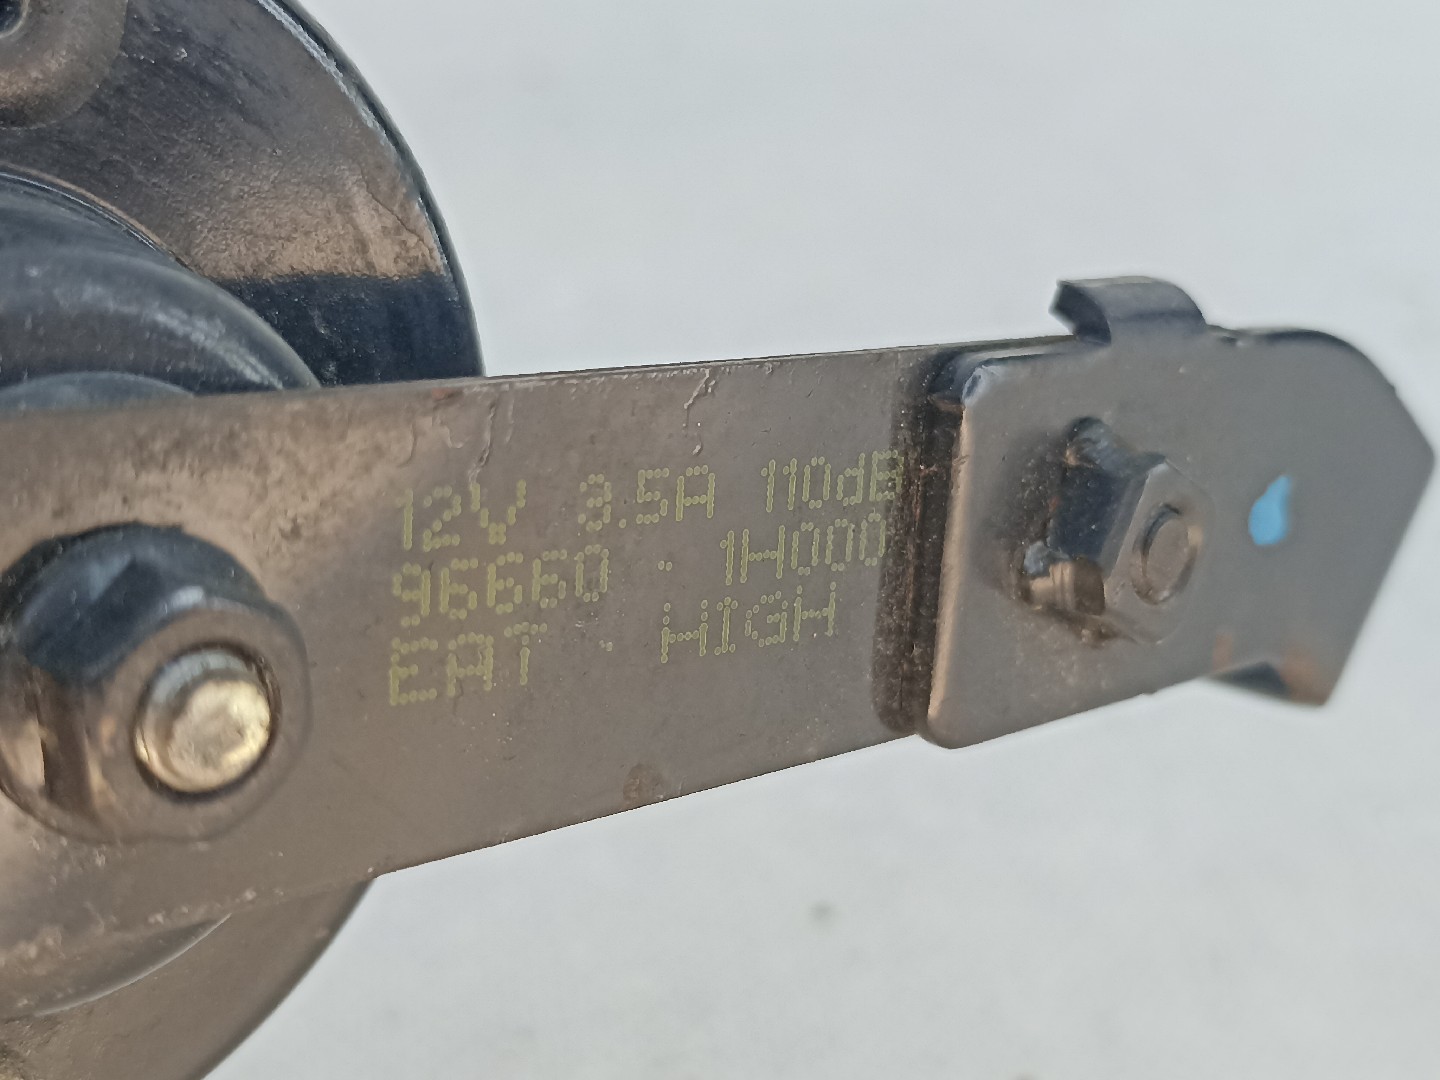 12V 3.5A 110dB
96660 - 1H000
EAT - HIGH